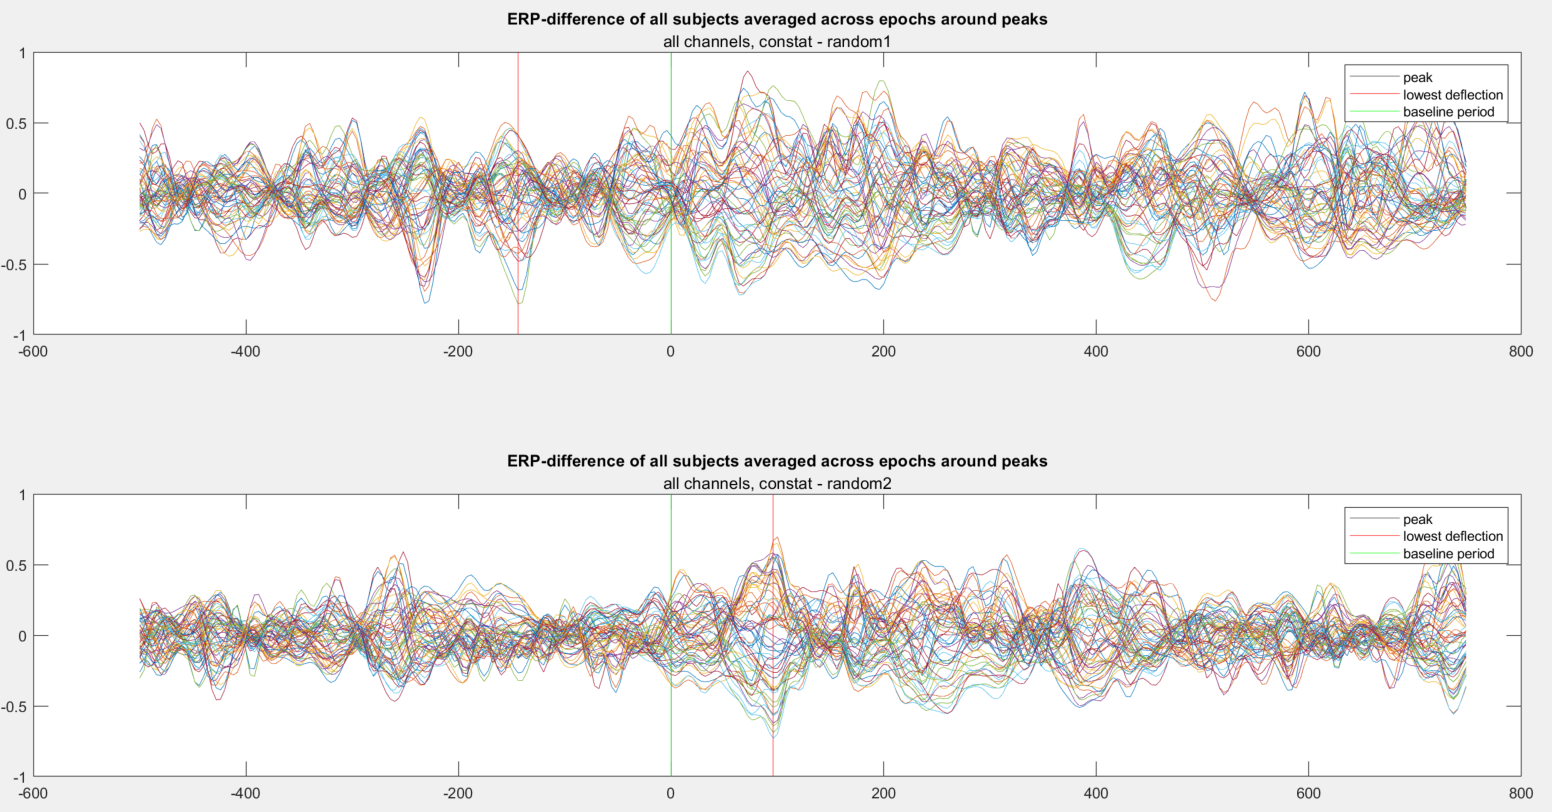 ERP-difference of all subjects averaged across epochs around peaks
all channels, constat - random1
1
0.5
0
-0.5
-1
-600
-400
-200
0
200
400
600
800
peak
lowest deflection
baseline period
ERP-difference of all subjects averaged across epochs around peaks
all channels, constat - random2
1
0.5
0
-0.5
-1
-600
-400
-200
0
200
400
600
800
peak
lowest deflection
baseline period